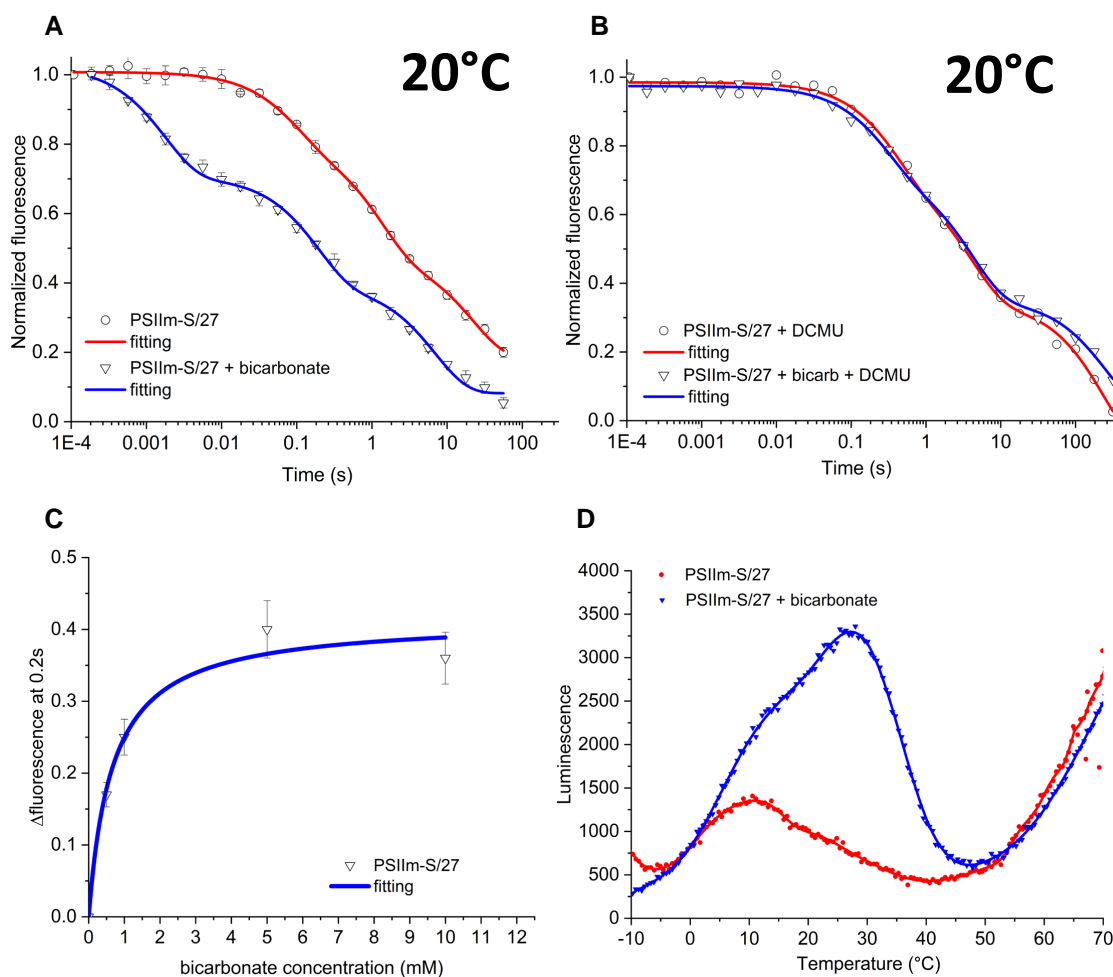 A
20°C
Normalized fluorescence
1.0
0.8
0.6
0.4
0.2
0.0
PSIIm-S/27
fitting
PSIIm-S/27 + bicarbonate
fitting
1E-4 0.001 0.01 0.1 1 10 100
Time (s)
B
20°C
Normalized fluorescence
1.0
0.8
0.6
0.4
0.2
0.0
PSIIm-S/27 + DCMU
fitting
PSIIm-S/27 + bicarb + DCMU
fitting
1E-4 0.001 0.01 0.1 1 10 100
Time (s)
C
Δfluorescence at 0.2s
0.5
0.4
0.3
0.2
0.1
0.0
PSIIm-S/27
fitting
0 1 2 3 4 5 6 7 8 9 10 11 12
bicarbonate concentration (mM)
D
PSIIm-S/27
PSIIm-S/27 + bicarbonate
Luminescence
4000
3500
3000
2500
2000
1500
1000
500
0
-10 0 10 20 30 40 50 60 70
Temperature (°C)